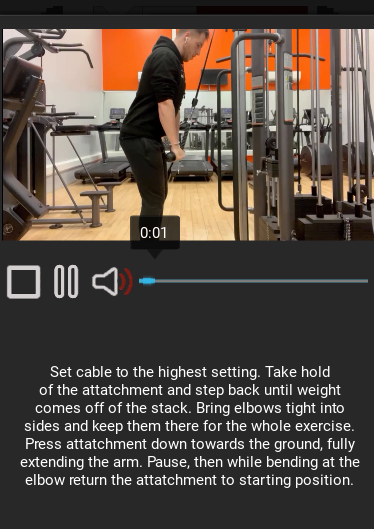 0:01
Set cable to the highest setting. Take hold
of the attatchment and step back until weight
comes off of the stack. Bring elbows tight into
sides and keep them there for the whole exercise.
Press attatchment down towards the ground, fully
extending the arm. Pause, then while bending at the
elbow return the attatchment to starting position.